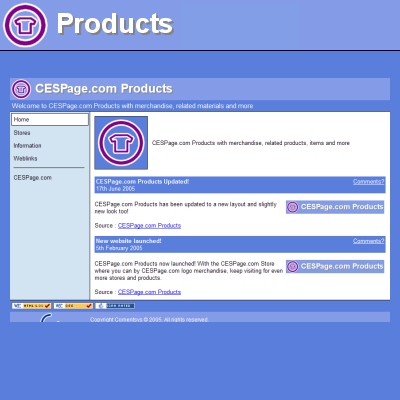 Products
CESPage.com Products
Welcome to CESPage.com Products with merchandise, related materials and more
Home
Stores
Information
Weblinks
CESPage.com
CESPage.com Products with merchandise, related products, items and more
CESPage.com Products Updated!
Comments?
17th June 2005
CESPage.com Products has been updated to a new layout and slightly
new look too!
CESPage.com Products
Source : CESPage.com Products
New website launched!
Comments?
5th February 2005
CESPage.com Products now launched! With the CESPage.com Store
where you can by CESPage.com logo merchandise, keep visiting for even
more stores and products.
CESPage.com Products
Source : CESPage.com Products
Copyright © 2005. All rights reserved.